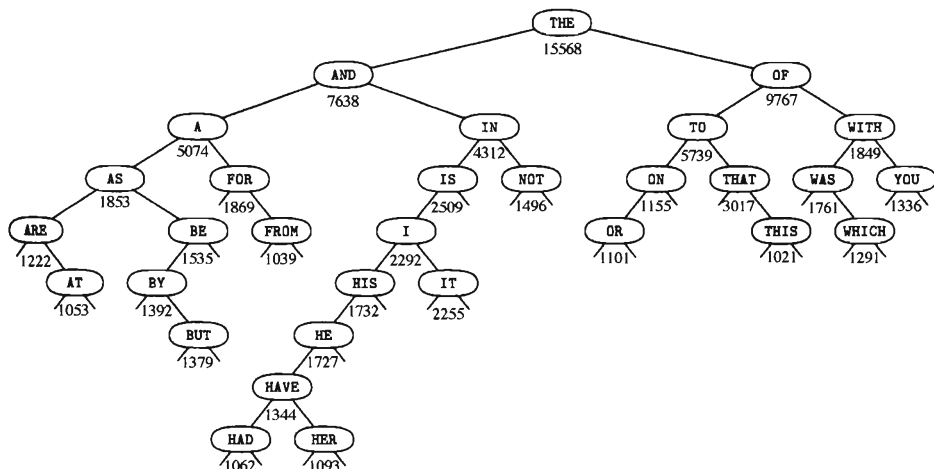 THE
15568
AND OF
7638 9767
A IN TO WITH
5074 4312 5739 1849
AS FOR IS NOT ON THAT WAS YOU
1853 1869 2509 1496 1155 3017 1761 1336
ARE BE FROM I OR THIS WHICH
1222 1535 1039 2292 1101 1021 1291
AT BY HIS IT
1053 1392 1732 2255
BUT HE
1379 1727
HAVE
1344
HAD HER
1062 1093